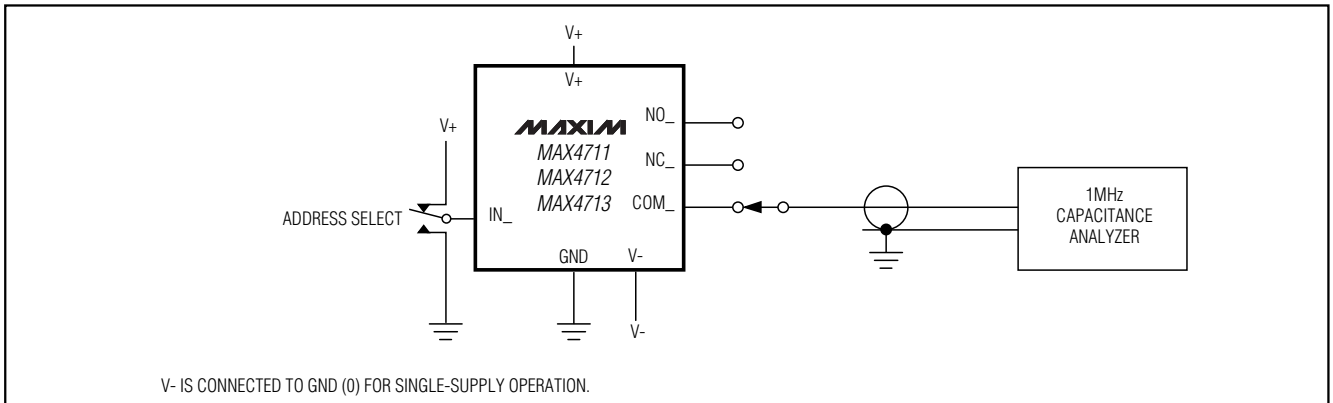 V+
V+
MAXIM
MAX4711
MAX4712
MAX4713
NO_
NC_
COM_
V+
ADDRESS SELECT
IN_
GND
V-
V-
1MHz
CAPACITANCE
ANALYZER
V- IS CONNECTED TO GND (0) FOR SINGLE-SUPPLY OPERATION.